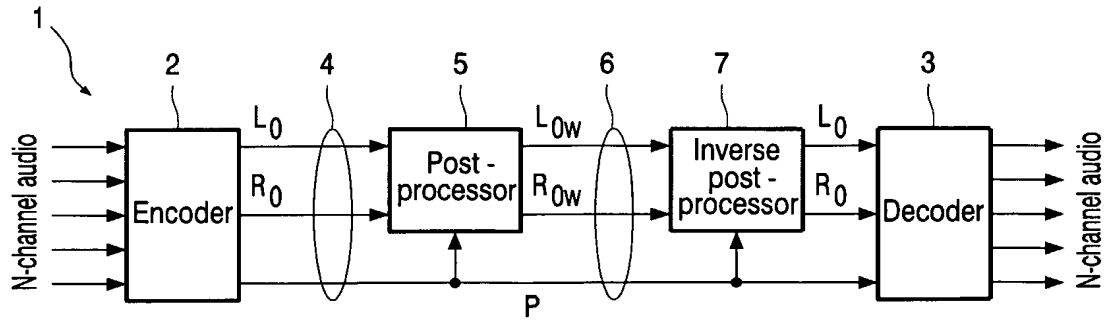 1
2
4
5
6
7
3
N-channel audio
Encoder
L0
R0
Post -
processor
L0W
R0W
Inverse
post -
processor
L0
R0
Decoder
N-channel audio
P